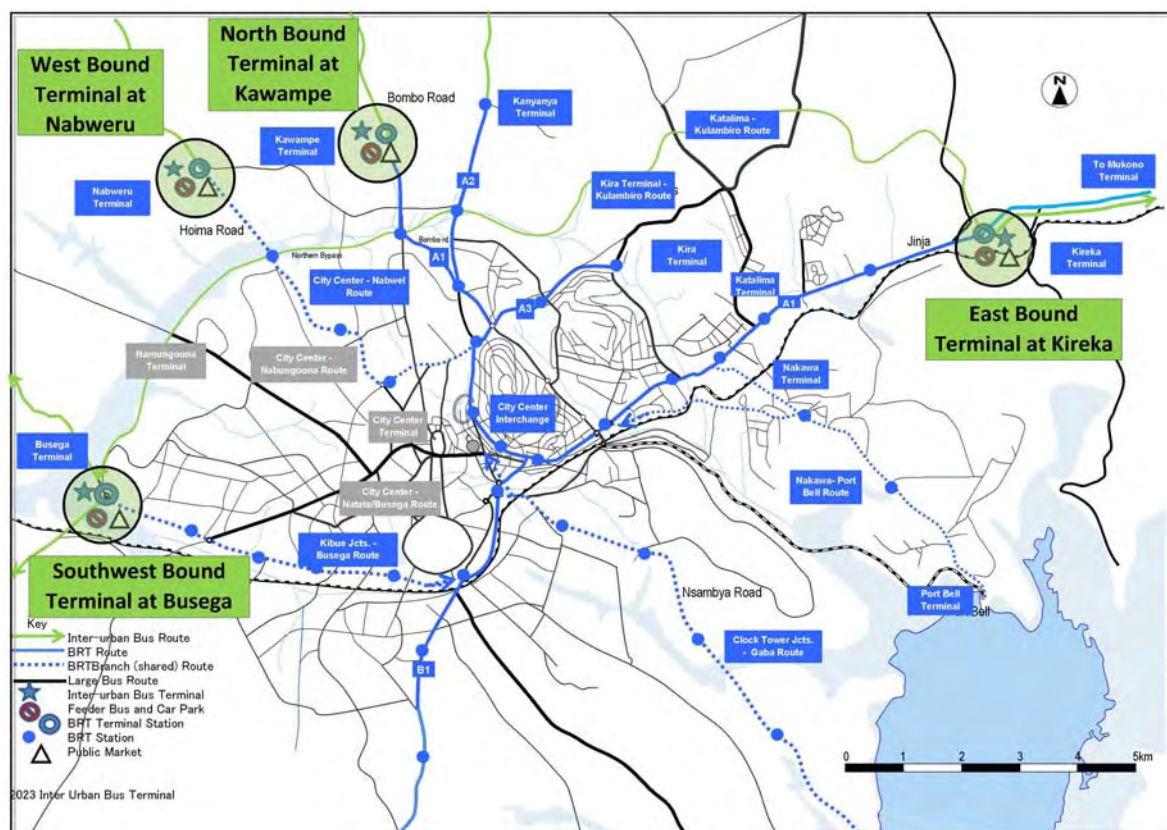 North Bound
Terminal at
Kawampe
West Bound
Terminal at
Nabweru
Bombo Road
Kanyanya
Terminal
Kawampe
Terminal
Katalima -
Kulambiro Route
To Mukono
Terminal
Nabweru
Terminal
A2
Kira Terminal -
Kulambiro Route
Hoima Road
Northern Bypass
Bombo rd.
A1
Kira
Terminal
Jinja
Kireka
Terminal
City Center - Nabwel
Route
Katalima
Terminal
A3
A1
East Bound
Terminal at Kireka
Namungoona
Terminal
City Center -
Nabungoona Route
Nakawa
Terminal
City Center
Interchange
City Center
Terminal
Busega
Terminal
City Center -
Natete/Busega Route
Nakawa- Port
Bell Route
Kibue Jcts. -
Busega Route
Southwest Bound
Terminal at Busega
Nsambya Road
Port Bell
Terminal
Bell
Clock Tower Jcts.
- Gaba Route
B1
Key
Inter-urban Bus Route
BRT Route
BRTBranch (shared) Route
Large Bus Route
Inter-urban Bus Terminal
Feeder Bus and Car Park
BRT Terminal Station
BRT Station
Public Market
N
0 1 2 3 4 5km
2023 Inter Urban Bus Terminal